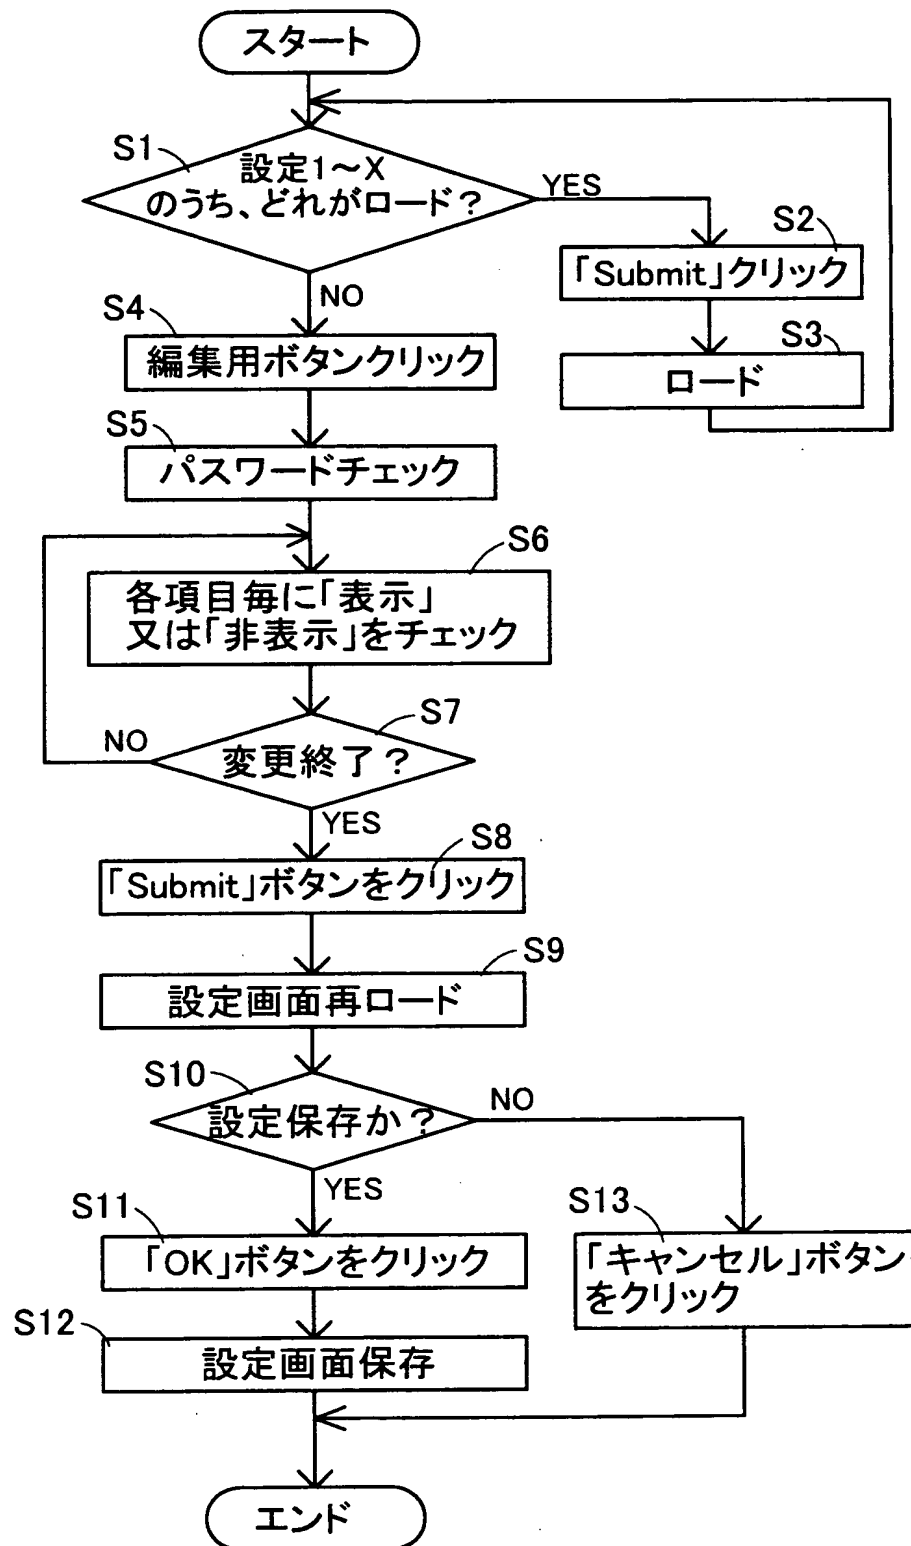 スタート
S1
設定1～X
のうち、どれがロード?
YES
S2
「Submit」クリック
S3
ロード
NO
S4
編集用ボタンクリック
S5
パスワードチェック
S6
各項目毎に「表示」
又は「非表示」をチェック
S7
変更終了?
NO
YES
S8
「Submit」ボタンをクリック
S9
設定画面再ロード
S10
設定保存か?
NO
YES
S11
「OK」ボタンをクリック
S13
「キャンセル」ボタン
をクリック
S12
設定画面保存
エンド